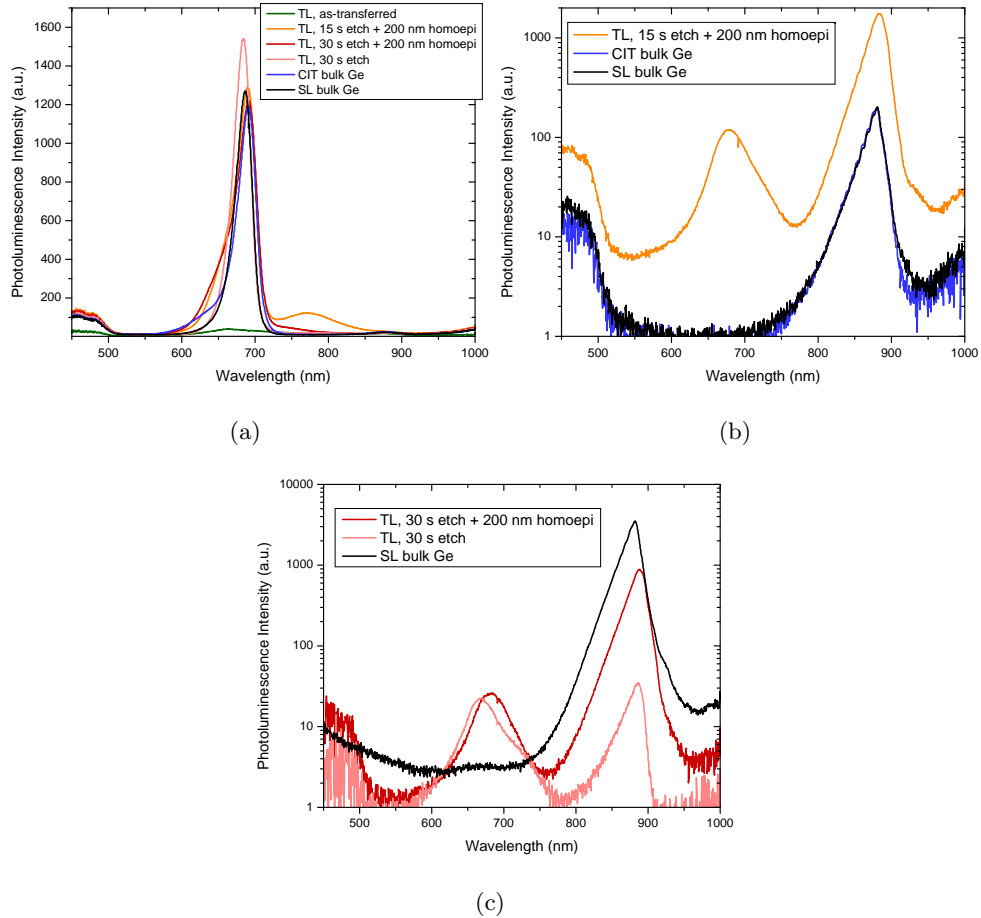 TL, as-transferred
TL, 15 s etch + 200 nm homoepi
TL, 30 s etch + 200 nm homoepi
TL, 30 s etch
CIT bulk Ge
SL bulk Ge
Photoluminescence Intensity (a.u.)
1600
1400
1200
1000
800
600
400
200
500 600 700 800 900 1000
Wavelength (nm)
(a)
TL, 15 s etch + 200 nm homoepi
CIT bulk Ge
SL bulk Ge
Photoluminescence Intensity (a.u.)
1000
100
10
1
500 600 700 800 900 1000
Wavelength (nm)
(b)
TL, 30 s etch + 200 nm homoepi
TL, 30 s etch
SL bulk Ge
Photoluminescence Intensity (a.u.)
10000
1000
100
10
1
500 600 700 800 900 1000
Wavelength (nm)
(c)